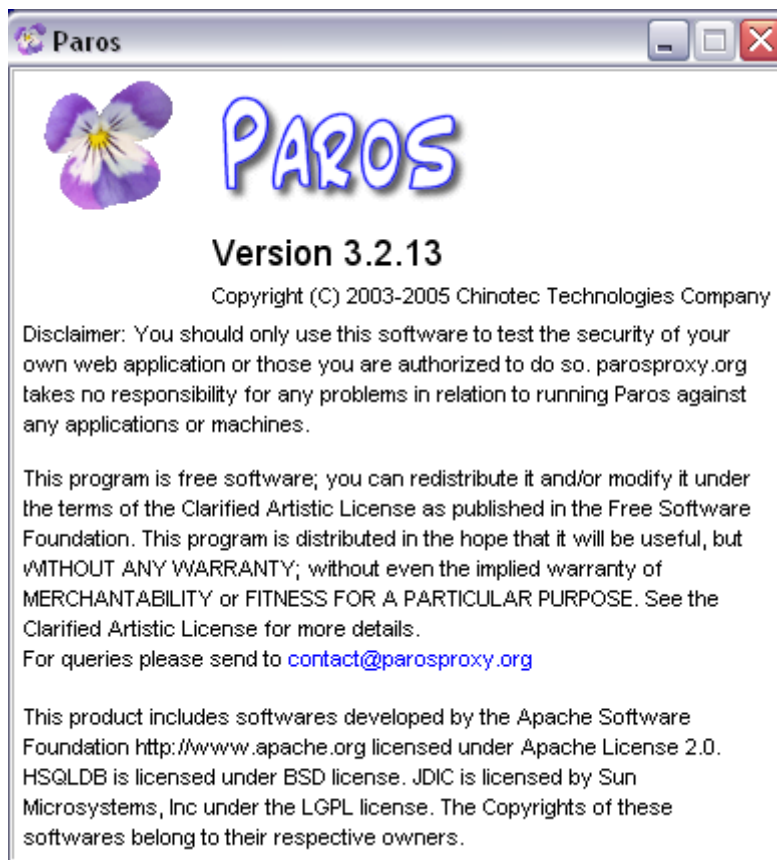 Paros
PAROS
Version 3.2.13
Copyright (C) 2003-2005 Chinotec Technologies Company
Disclaimer: You should only use this software to test the security of your
own web application or those you are authorized to do so. parosproxy.org
takes no responsibility for any problems in relation to running Paros against
any applications or machines.
This program is free software; you can redistribute it and/or modify it under
the terms of the Clarified Artistic License as published in the Free Software
Foundation. This program is distributed in the hope that it will be useful, but
WITHOUT ANY WARRANTY; without even the implied warranty of
MERCHANTABILITY or FITNESS FOR A PARTICULAR PURPOSE. See the
Clarified Artistic License for more details.
For queries please send to contact@parosproxy.org
This product includes softwares developed by the Apache Software
Foundation http://www.apache.org licensed under Apache License 2.0.
HSQLDB is licensed under BSD license. JDIC is licensed by Sun
Microsystems, Inc under the LGPL license. The Copyrights of these
softwares belong to their respective owners.